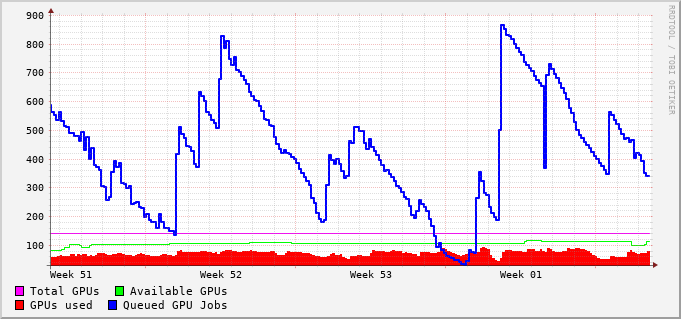 900
800
700
600
500
400
300
200
100
Week 51 Week 52 Week 53 Week 01
Total GPUs Available GPUs
GPUs used Queued GPU Jobs
RRDTOOL / TOBI OETIKER